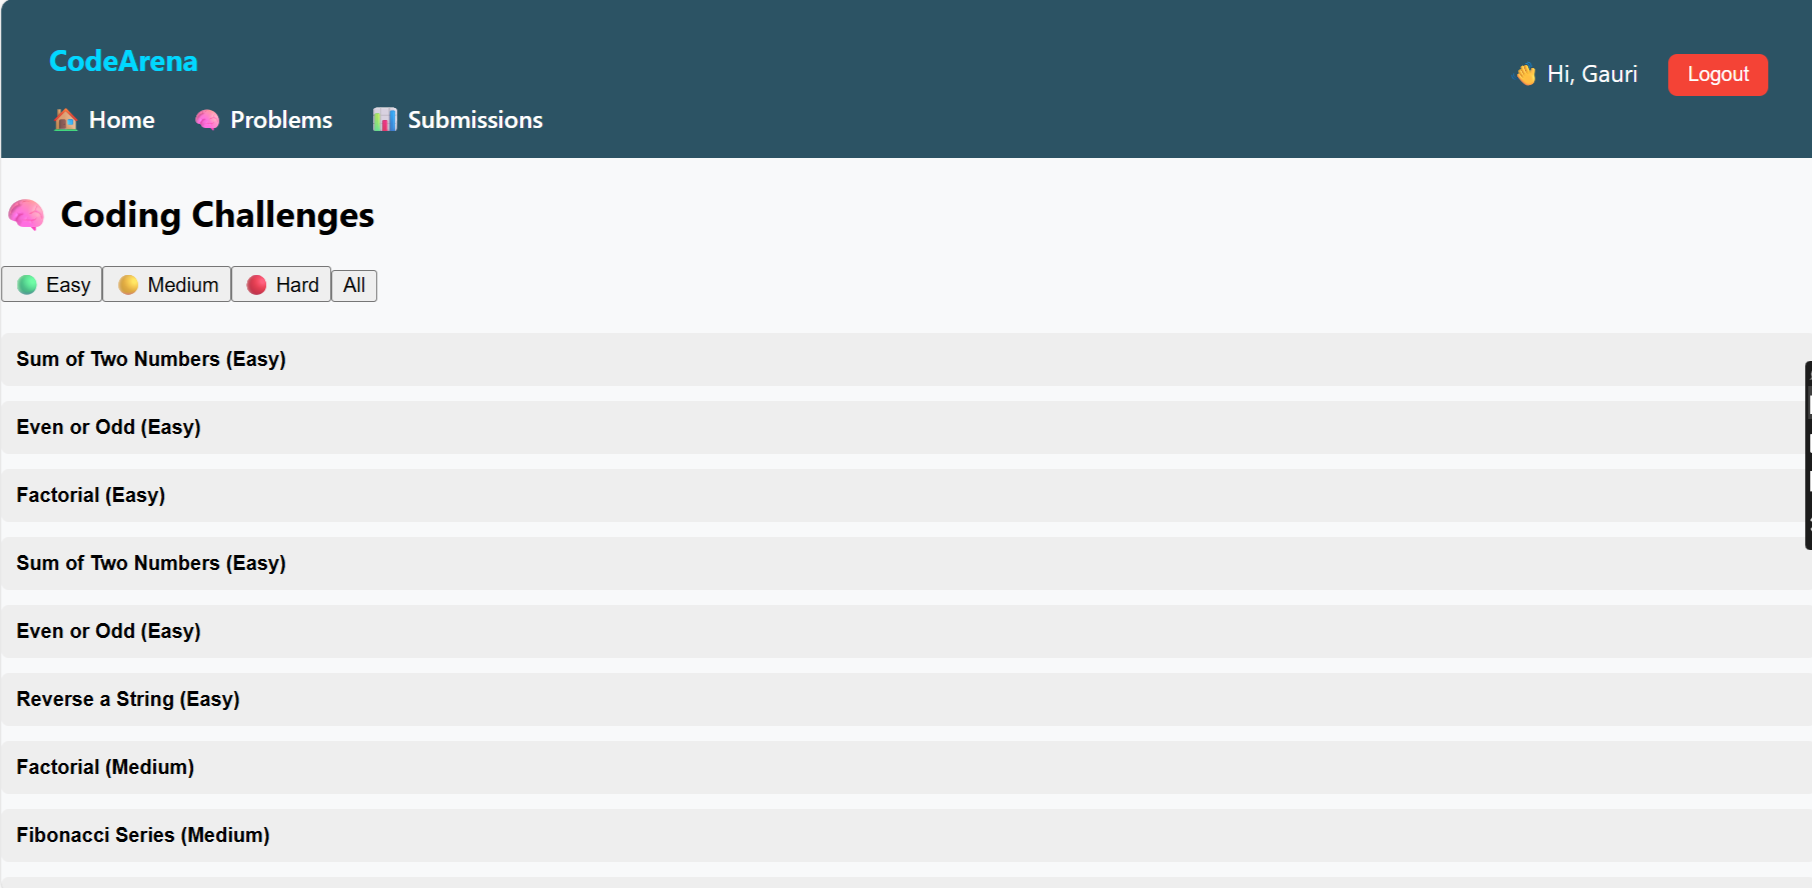 CodeArena
👋 Hi, Gauri
Logout
🏠 Home
🧠 Problems
📊 Submissions
🧠 Coding Challenges
🟢 Easy
🟡 Medium
🔴 Hard
All
Sum of Two Numbers (Easy)
Even or Odd (Easy)
Factorial (Easy)
Sum of Two Numbers (Easy)
Even or Odd (Easy)
Reverse a String (Easy)
Factorial (Medium)
Fibonacci Series (Medium)